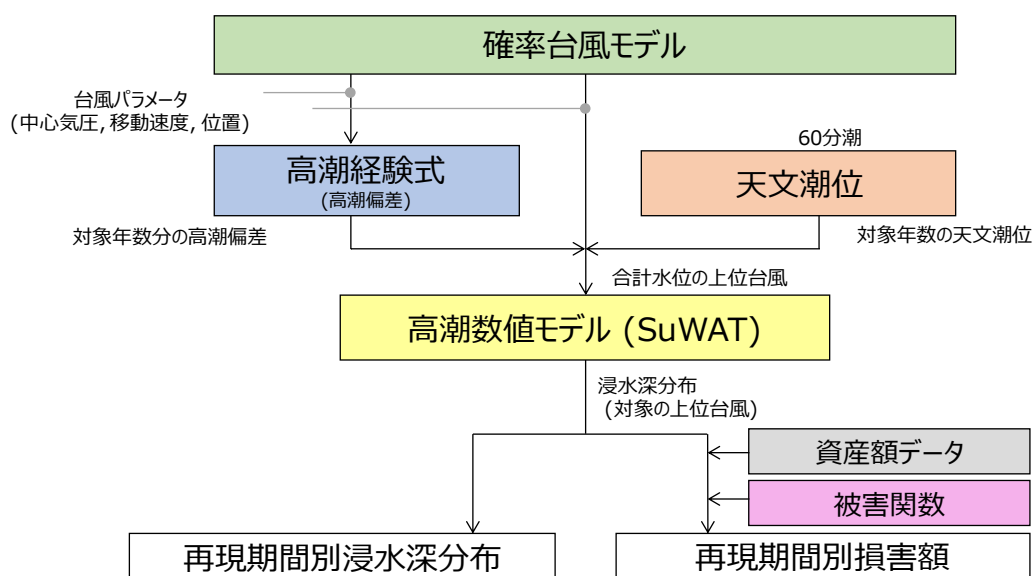 確率台風モデル
台風パラメータ
(中心気圧, 移動速度, 位置)
60分潮
高潮経験式
(高潮偏差)
天文潮位
対象年数分の高潮偏差
対象年数の天文潮位
合計水位の上位台風
高潮数値モデル (SuWAT)
浸水深分布
(対象の上位台風)
資産額データ
被害関数
再現期間別浸水深分布
再現期間別損害額